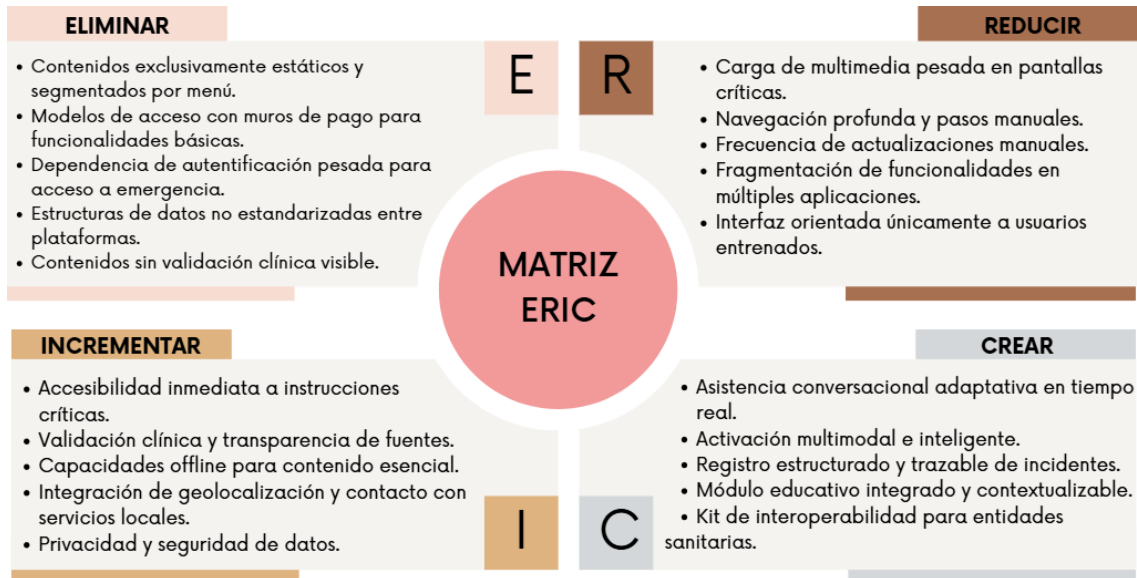 ELIMINAR
• Contenidos exclusivamente estáticos y
segmentados por menú.
• Modelos de acceso con muros de pago para
funcionalidades básicas.
• Dependencia de autentificación pesada para
acceso a emergencia.
• Estructuras de datos no estandarizadas entre
plataformas.
• Contenidos sin validación clínica visible.
E
REDUCIR
R
• Carga de multimedia pesada en pantallas
críticas.
• Navegación profunda y pasos manuales.
• Frecuencia de actualizaciones manuales.
• Fragmentación de funcionalidades en
múltiples aplicaciones.
• Interfaz orientada únicamente a usuarios
entrenados.
MATRIZ
ERIC
INCREMENTAR
• Accesibilidad inmediata a instrucciones
críticas.
• Validación clínica y transparencia de fuentes.
• Capacidades offline para contenido esencial.
• Integración de geolocalización y contacto con
servicios locales.
• Privacidad y seguridad de datos.
I
CREAR
• Asistencia conversacional adaptativa en tiempo
real.
• Activación multimodal e inteligente.
• Registro estructurado y trazable de incidentes.
• Módulo educativo integrado y contextualizable.
• Kit de interoperabilidad para entidades
sanitarias.
C